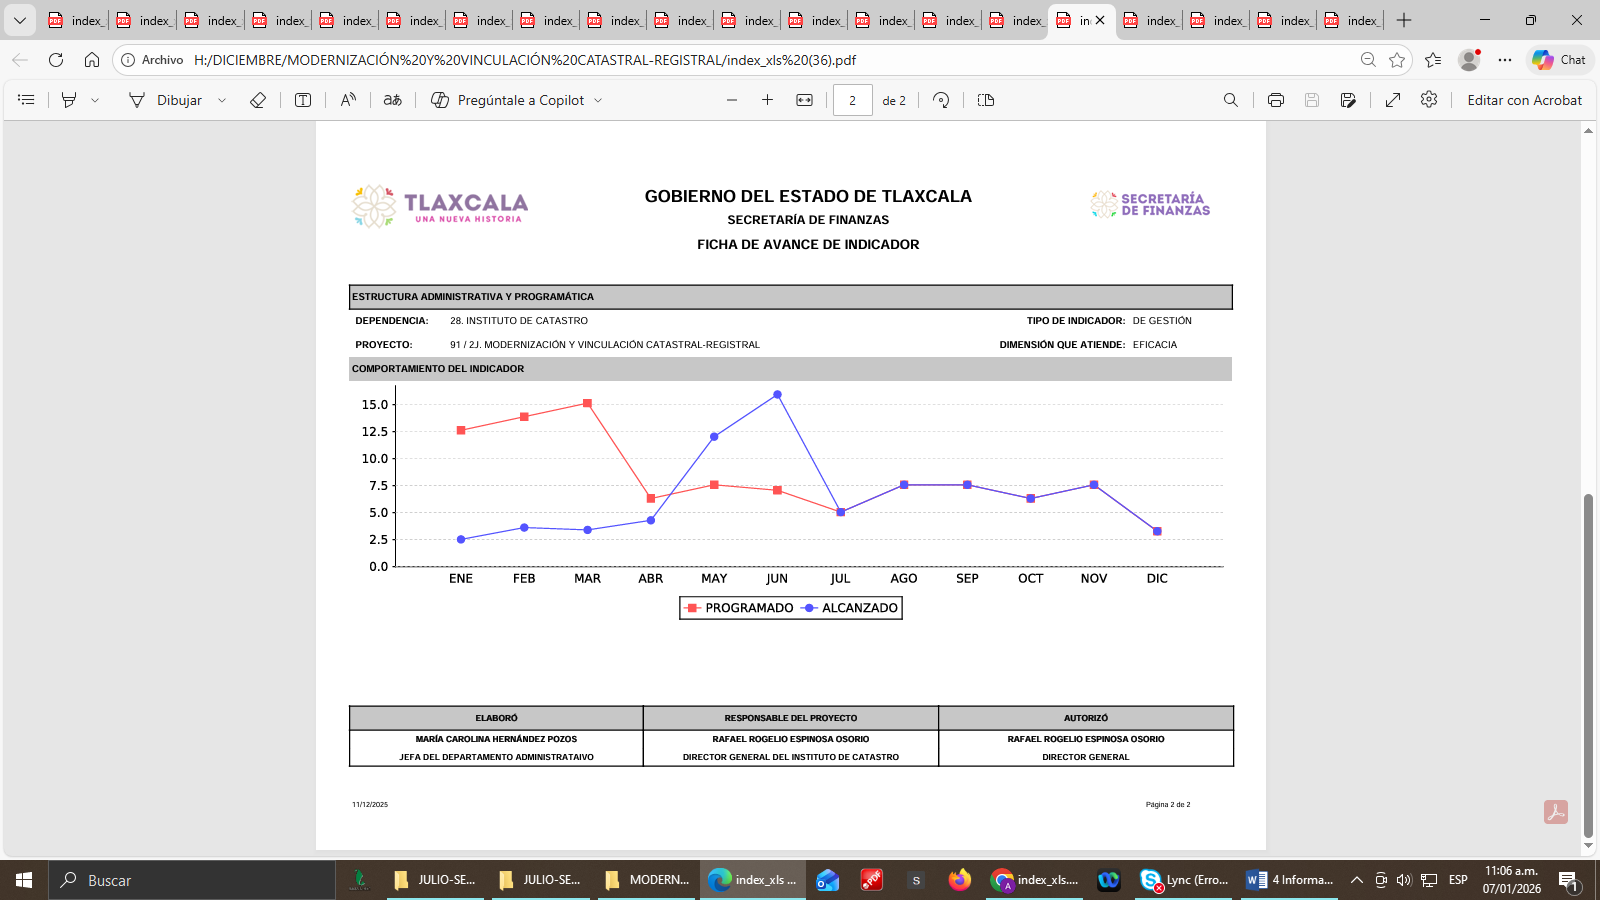 index_ index_ index_ index_ index_ index_ index_ index_ index_ index_ index_ index_ index_ index_ index_ in index_ index_ index_ index_
Archivo H:/DICIEMBRE/MODERNIZACIÓN%20Y%20VINCULACIÓN%20CATASTRAL-REGISTRAL/index_xls%20(36).pdf Chat
Dibujar Pregúntale a Copilot 2 de 2 Editar con Acrobat
TLAXCALA
UNA NUEVA HISTORIA
GOBIERNO DEL ESTADO DE TLAXCALA
SECRETARÍA DE FINANZAS
FICHA DE AVANCE DE INDICADOR
SECRETARÍA
DE FINANZAS
ESTRUCTURA ADMINISTRATIVA Y PROGRAMÁTICA
DEPENDENCIA: 28. INSTITUTO DE CATASTRO TIPO DE INDICADOR: DE GESTIÓN
PROYECTO: 91 / 2J. MODERNIZACIÓN Y VINCULACIÓN CATASTRAL-REGISTRAL DIMENSIÓN QUE ATIENDE: EFICACIA
COMPORTAMIENTO DEL INDICADOR
15.0
12.5
10.0
7.5
5.0
2.5
0.0
ENE FEB MAR ABR MAY JUN JUL AGO SEP OCT NOV DIC
PROGRAMADO ALCANZADO
ELABORÓ RESPONSABLE DEL PROYECTO AUTORIZÓ
MARÍA CAROLINA HERNÁNDEZ POZOS RAFAEL ROGELIO ESPINOSA OSORIO RAFAEL ROGELIO ESPINOSA OSORIO
JEFA DEL DEPARTAMENTO ADMINISTRATAIVO DIRECTOR GENERAL DEL INSTITUTO DE CATASTRO DIRECTOR GENERAL
11/12/2025 Página 2 de 2
Buscar JULIO-SE... JULIO-SE... MODERN... index_xls ... index_xls.... Lync (Erro... 4 Informa... ESP 11:06 a.m.
07/01/2026 1